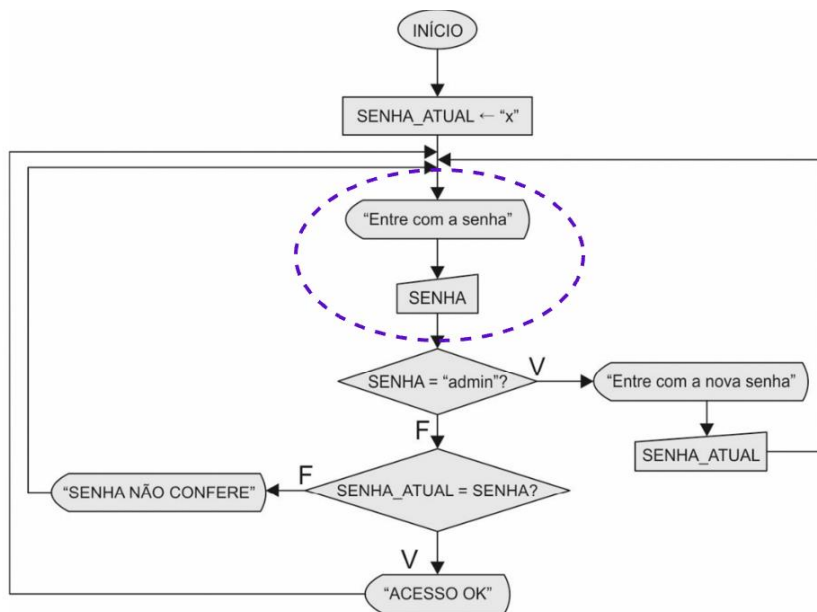 INÍCIO
SENHA_ATUAL ← “x”
“Entre com a senha”
SENHA
SENHA = “admin”?
V
“Entre com a nova senha”
F
SENHA_ATUAL
“SENHA NÃO CONFERE”
F
SENHA_ATUAL = SENHA?
V
“ACESSO OK”